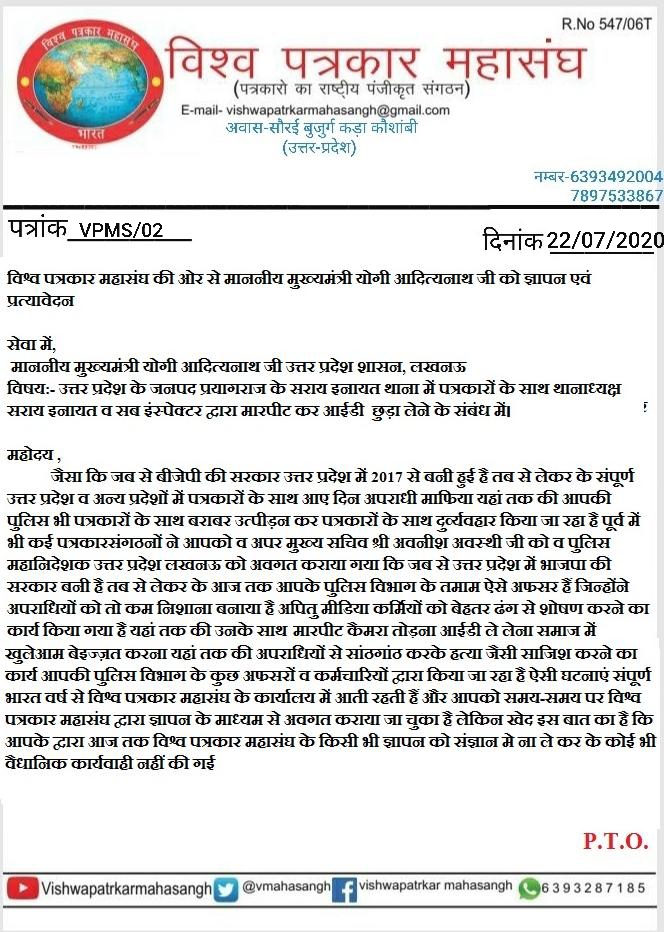 R.No 547/06T
विश्व पत्रकार महासंघ
भारत
विश्व पत्रकार महासंघ
(पत्रकारो का राष्ट्रीय पंजीकृत संगठन)
E-mail- vishwapatrkarmahasangh@gmail.com
अवास-सौरई बुजुर्ग कड़ा कौशांबी
(उत्तर-प्रदेश)
नम्बर-6393492004
7897533867
पत्रांक VPMS/02
दिनांक 22/07/2020
विश्व पत्रकार महासंघ की ओर से माननीय मुख्यमंत्री योगी आदित्यनाथ जी को ज्ञापन एवं
प्रत्यावेदन
सेवा में,
माननीय मुख्यमंत्री योगी आदित्यनाथ जी उत्तर प्रदेश शासन, लखनऊ
विषयः- उत्तर प्रदेश के जनपद प्रयागराज के सराय इनायत थाना में पत्रकारों के साथ थानाध्यक्ष
सराय इनायत व सब इंस्पेक्टर द्वारा मारपीट कर आईडी छुड़ा लेने के संबंध में।
महोदय ,
जैसा कि जब से बीजेपी की सरकार उत्तर प्रदेश में 2017 से बनी हुई है तब से लेकर के संपूर्ण
उत्तर प्रदेश व अन्य प्रदेशों में पत्रकारों के साथ आए दिन अपराधी माफिया यहां तक की आपकी
पुलिस भी पत्रकारों के साथ बराबर उत्पीड़न कर पत्रकारों के साथ दुर्व्यवहार किया जा रहा है पूर्व में
भी कई पत्रकारसंगठनों ने आपको व अपर मुख्य सचिव श्री अवनीश अवस्थी जी को व पुलिस
महानिदेशक उत्तर प्रदेश लखनऊ को अवगत कराया गया कि जब से उत्तर प्रदेश में भाजपा की
सरकार बनी है तब से लेकर के आज तक आपके पुलिस विभाग के तमाम ऐसे अफसर हैं जिन्होंने
अपराधियों को तो कम निशाना बनाया है अपितु मीडिया कर्मियों को बेहतर ढंग से शोषण करने का
कार्य किया गया है यहां तक की उनके साथ मारपीट कैमरा तोड़ना आईडी ले लेना समाज में
खुलेआम बेइज्ज़त करना यहां तक की अपराधियों से सांठगांठ करके हत्या जैसी साजिश करने का
कार्य आपकी पुलिस विभाग के कुछ अफसरों व कर्मचारियों द्वारा किया जा रहा है ऐसी घटनाएं संपूर्ण
भारत वर्ष से विश्व पत्रकार महासंघ के कार्यालय में आती रहती हैं और आपको समय-समय पर विश्व
पत्रकार महासंघ द्वारा ज्ञापन के माध्यम से अवगत कराया जा चुका है लेकिन खेद इस बात का है कि
आपके द्वारा आज तक विश्व पत्रकार महासंघ के किसी भी ज्ञापन को संज्ञान मे ना ले कर के कोई भी
वैधानिक कार्यवाही नहीं की गई
P.T.O.
Vishwapatrkarmahasangh @vmahasangh vishwapatrkar mahasangh 6393287185